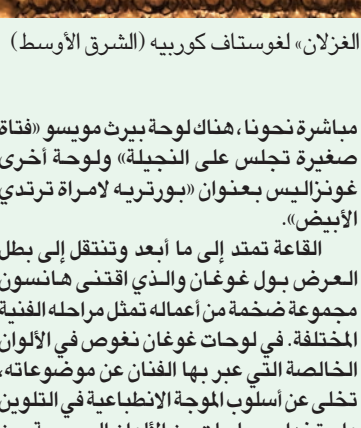 الغزلان» لغوستاف كوربيه (الشرق الأوسط)
مباشرة نحونا، هناك لوحة بيرث مويسو «فتاة
صغيرة تجلس على النجيلة» ولوحة أخرى
غونزاليس بعنوان «بورتريه لامراة ترتدي
الأبيض».
القاعة تمتد إلى ما أبعد وتنتقل إلى بطل
العرض بول غوغان والذي اقتنى هانسون
مجموعة ضخمة من أعماله تمثل مراحله الفنية
المختلفة. في لوحات غوغان نغوص في الألوان
الخالصة التي عبر بها الفنان عن موضوعاته،
تخلى عن أسلوب الموجة الانطباعية في التلوين